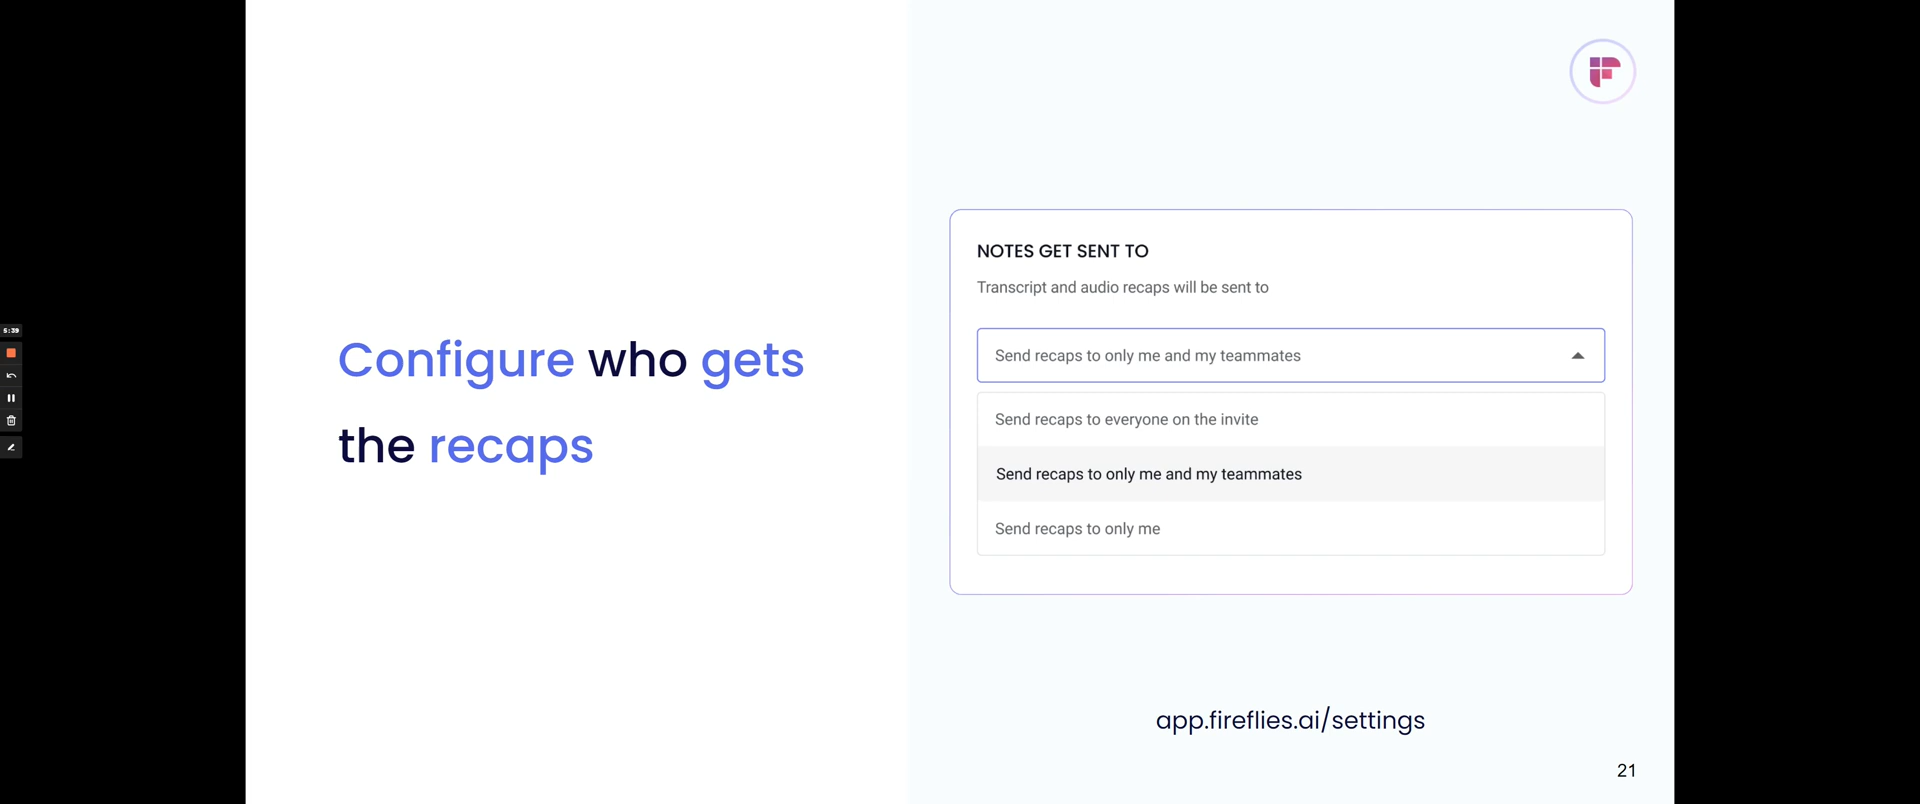 5:39
Configure who gets
the recaps
NOTES GET SENT TO
Transcript and audio recaps will be sent to
Send recaps to only me and my teammates
Send recaps to everyone on the invite
Send recaps to only me and my teammates
Send recaps to only me
app.fireflies.ai/settings
21